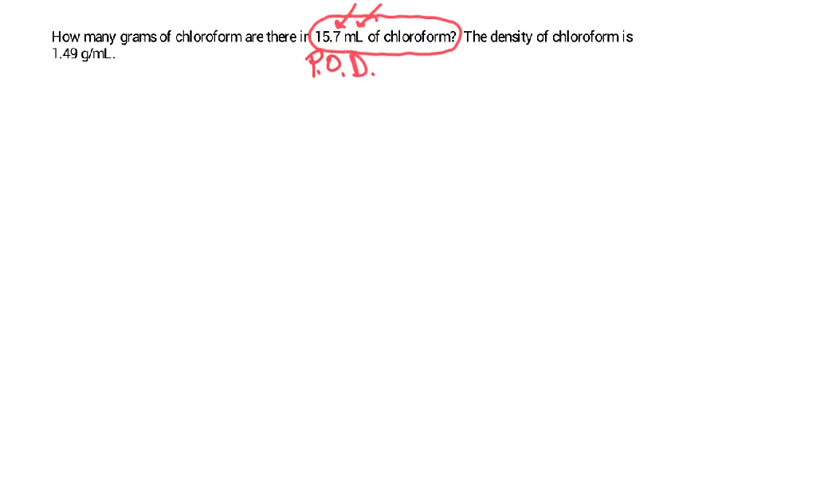 How many grams of chloroform are there in 15.7 mL of chloroform? The density of chloroform is
1.49 g/mL.
P.O.D.